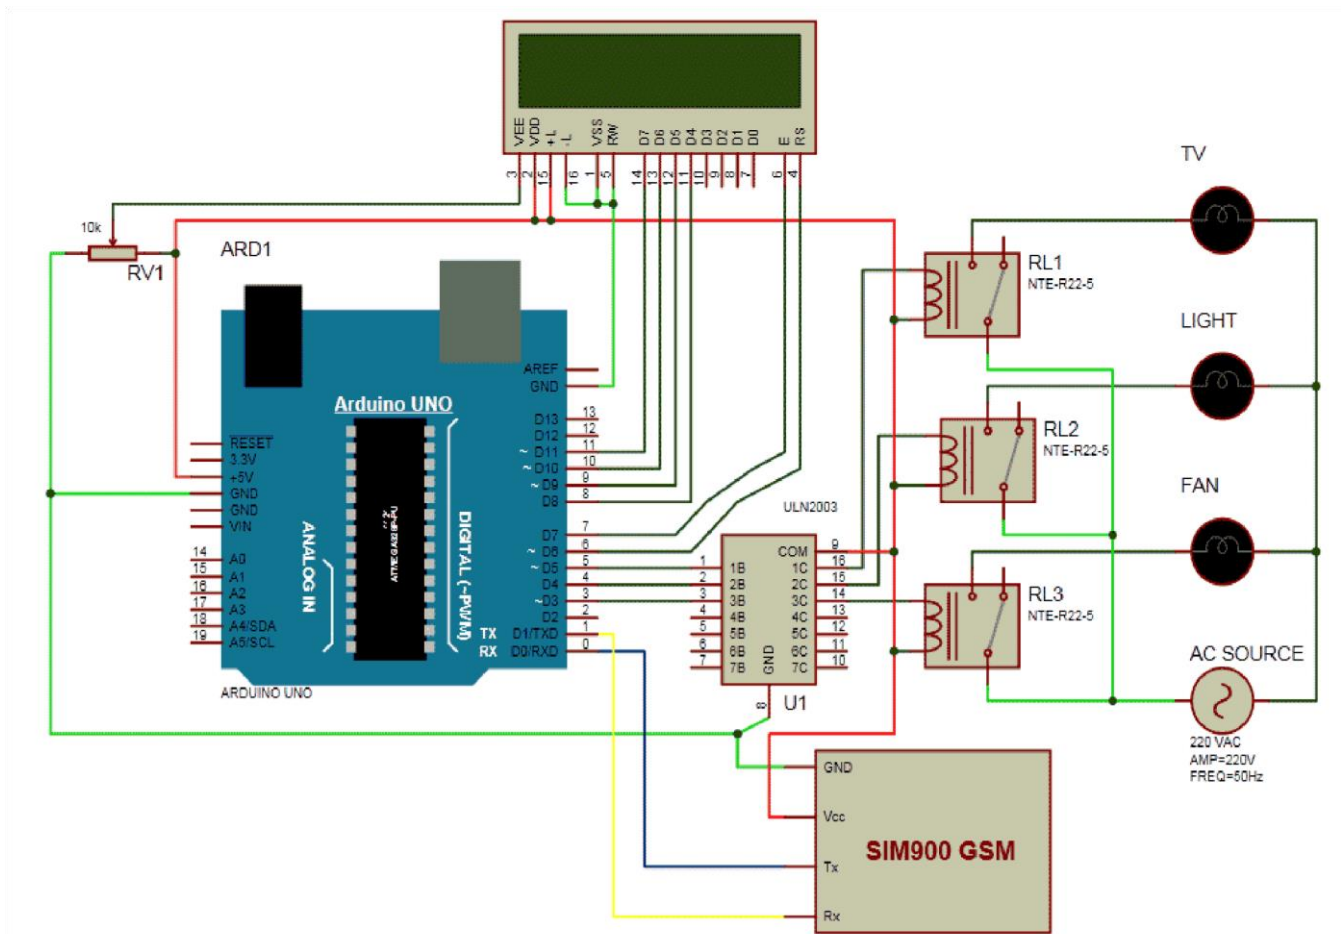 VEE
VDD
+L
-L
VSS
RW
D7
D6
D5
D4
D3
D2
D1
D0
E
RS
3
2
15
16
1
5
14
13
12
11
10
9
8
7
6
4
10k
RV1
ARD1
Arduino UNO
RESET
3.3V
+5V
GND
GND
VIN
14 A0
15 A1
16 A2
17 A3
18 A4/SDA
19 A5/SCL
ANALOG IN
DIGITAL (~PWM)
AREF
GND
D13 13
D12 12
~ D11 11
~ D10 10
~ D9 9
D8 8
D7 7
~ D6 6
~ D5 5
D4 4
~ D3 3
D2 2
TX D1/TXD 1
RX D0/RXD 0
ARDUINO UNO
ULN2003
1 1B
2 2B
3 3B
4 4B
5 5B
6 6B
7 7B
COM 9
1C 16
2C 15
3C 14
4C 13
5C 12
6C 11
7C 10
GND
8
U1
TV
RL1
NTE-R22-5
LIGHT
RL2
NTE-R22-5
FAN
RL3
NTE-R22-5
AC SOURCE
220 VAC
AMP=220V
FREQ=50Hz
GND
Vcc
Tx
Rx
SIM900 GSM